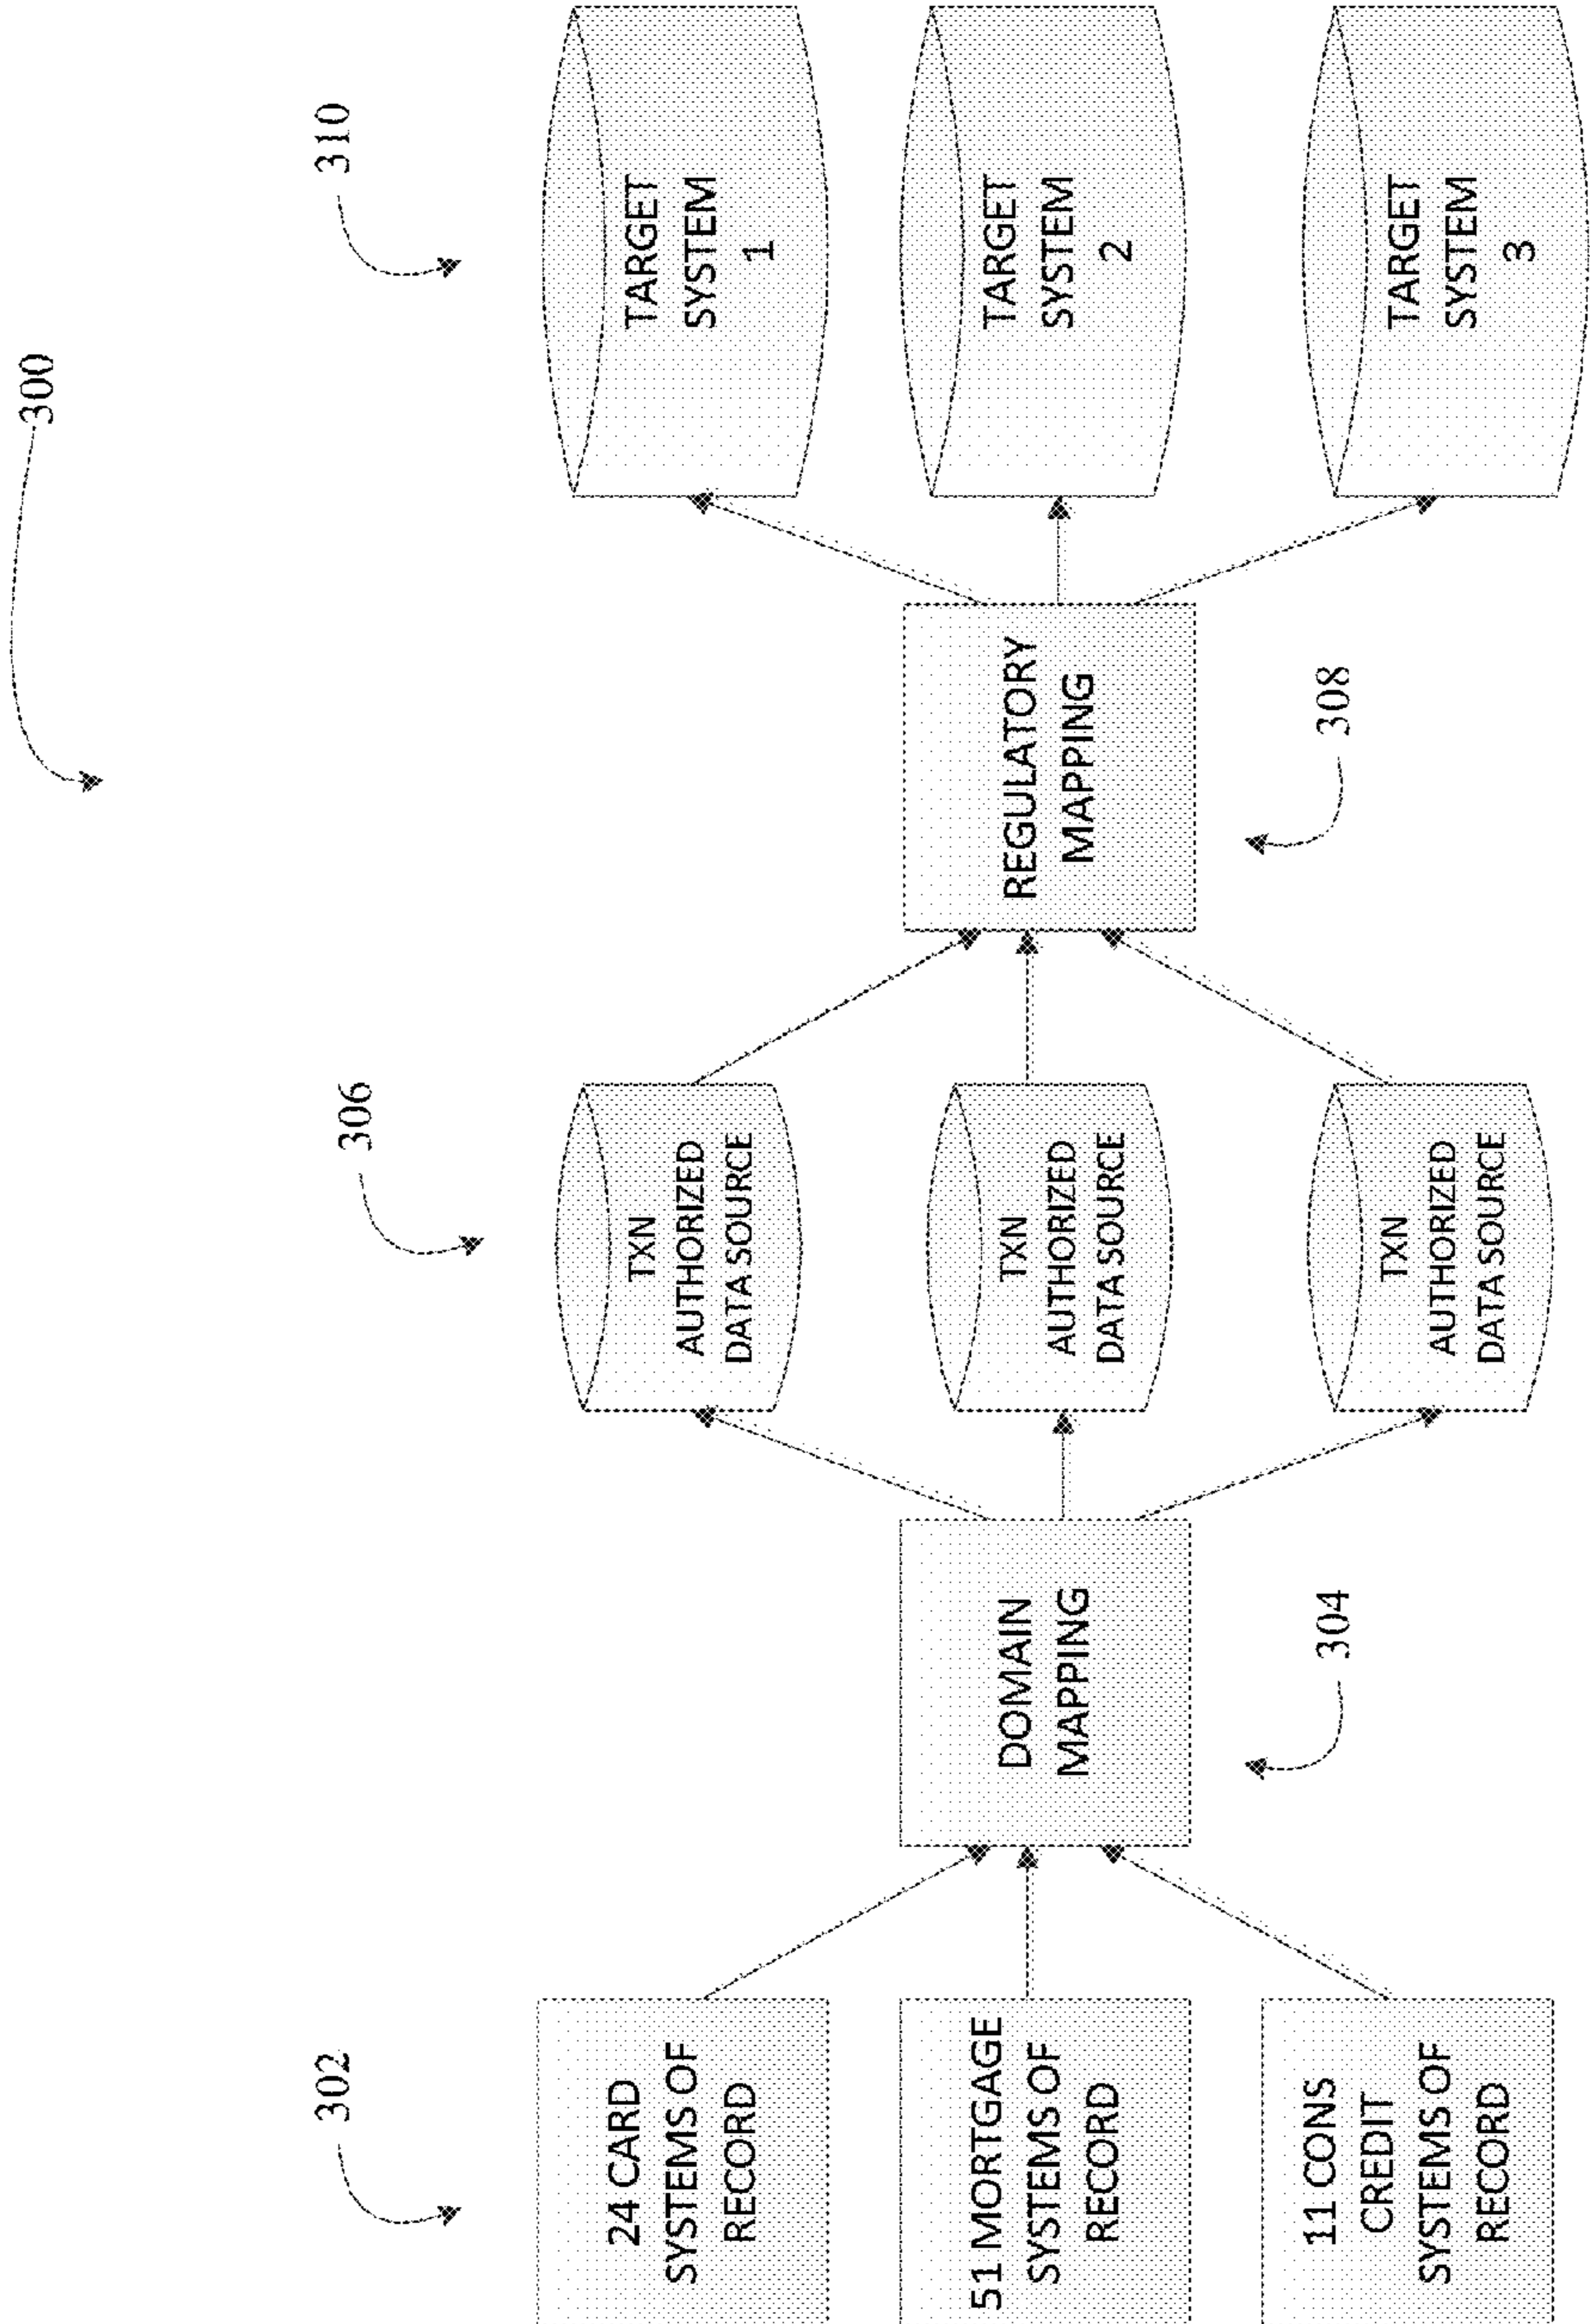 300
302
24 CARD
SYSTEMS OF
RECORD
51 MORTGAGE
SYSTEMS OF
RECORD
11 CONS
CREDIT
SYSTEMS OF
RECORD
DOMAIN
MAPPING
304
306
TXN
AUTHORIZED
DATA SOURCE
TXN
AUTHORIZED
DATA SOURCE
TXN
AUTHORIZED
DATA SOURCE
REGULATORY
MAPPING
308
310
TARGET
SYSTEM
1
TARGET
SYSTEM
2
TARGET
SYSTEM
3